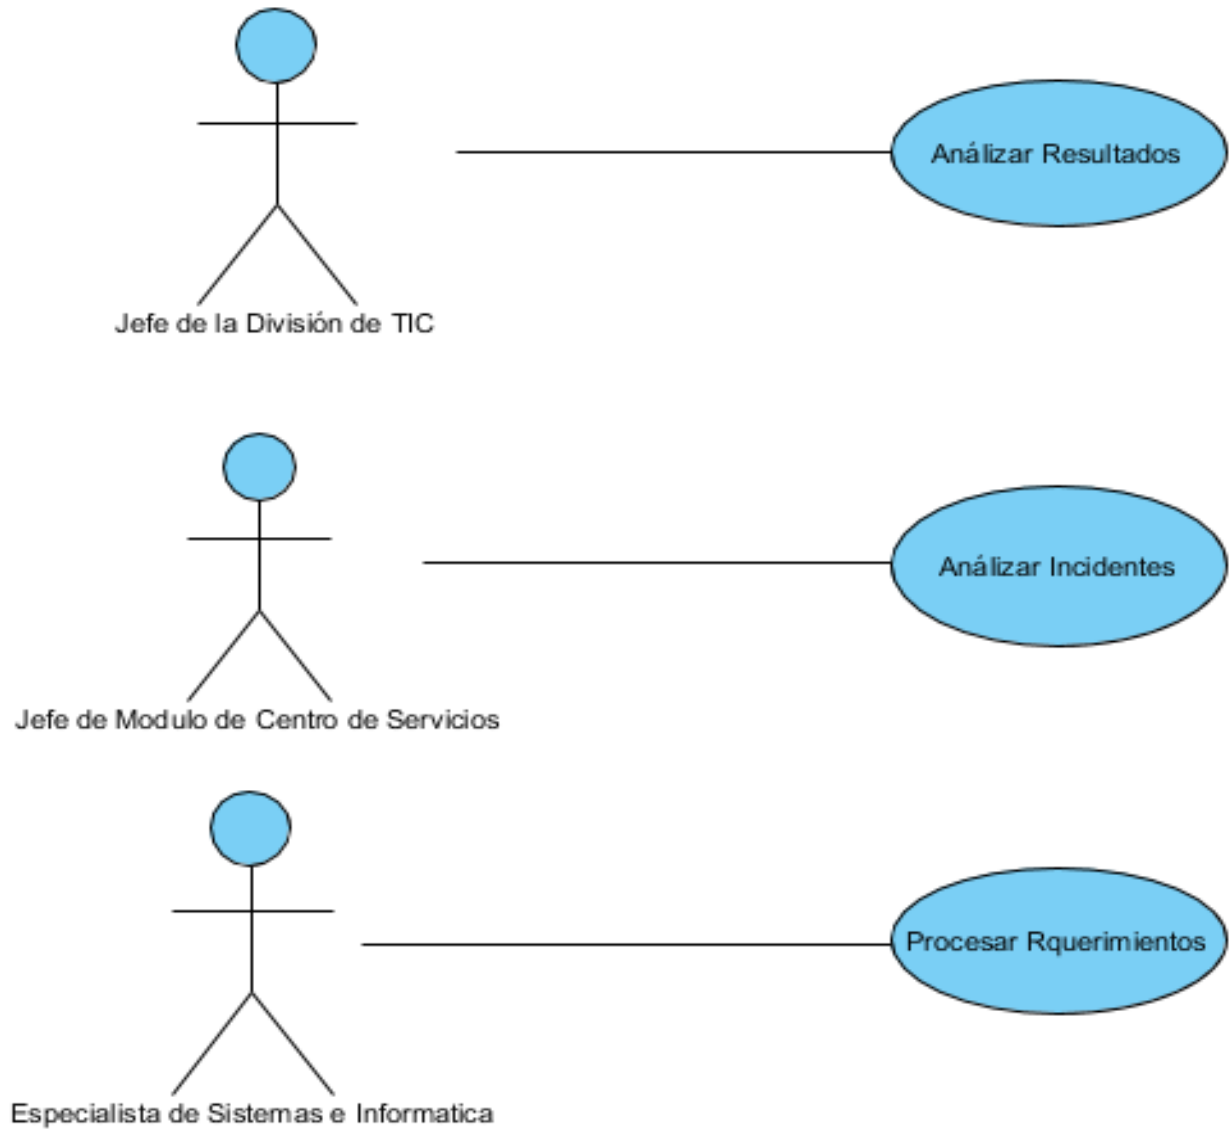 Análizar Resultados
Jefe de la División de TIC
Análizar Incidentes
Jefe de Modulo de Centro de Servicios
Procesar Rquerimientos
Especialista de Sistemas e Informatica